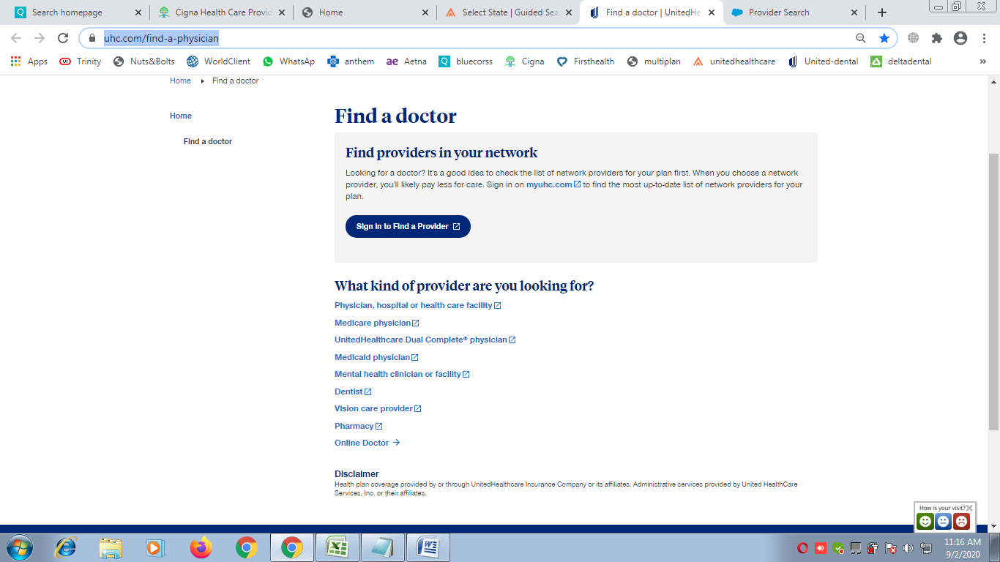 Search homepage
Cigna Health Care Provid
Home
Select State | Guided Sea
Find a doctor | UnitedHe
Provider Search
uhc.com/find-a-physician
Apps
Trinity
Nuts&Bolts
WorldClient
WhatsAp
anthem
ae Aetna
bluecorss
Cigna
Firsthealth
multiplan
unitedhealthcare
United-dental
deltadental
»
Home
Find a doctor
Home
Find a doctor
Find a doctor
Find providers in your network
Looking for a doctor? It's a good idea to check the list of network providers for your plan first. When you choose a network
provider, you'll likely pay less for care. Sign in on myuhc.com to find the most up-to-date list of network providers for your
plan.
Sign In to Find a Provider
What kind of provider are you looking for?
Physician, hospital or health care facility
Medicare physician
UnitedHealthcare Dual Complete® physician
Medicaid physician
Mental health clinician or facility
Dentist
Vision care provider
Pharmacy
Online Doctor
Disclaimer
Health plan coverage provided by or through UnitedHealthcare Insurance Company or its affiliates. Administrative services provided by United HealthCare
Services, Inc. or their affiliates.
How is your visit?
11:16 AM
9/2/2020